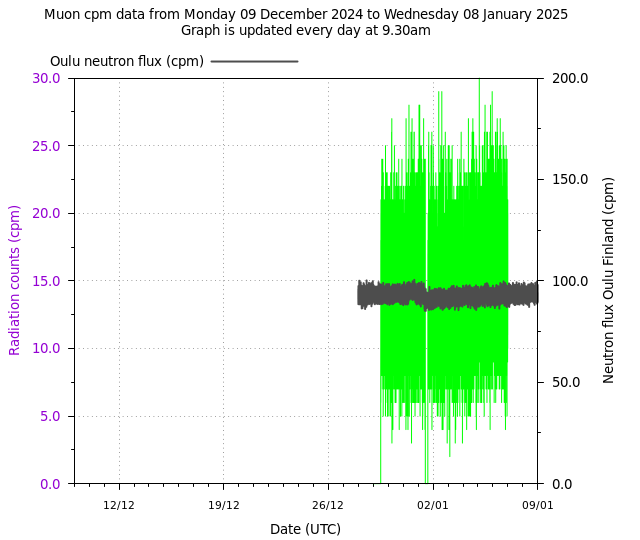 Muon cpm data from Monday 09 December 2024 to Wednesday 08 January 2025
Graph is updated every day at 9.30am
Oulu neutron flux (cpm)
30.0
25.0
20.0
15.0
10.0
5.0
0.0
Radiation counts (cpm)
200.0
150.0
100.0
50.0
0.0
Neutron flux Oulu Finland (cpm)
12/12 19/12 26/12 02/01 09/01
Date (UTC)